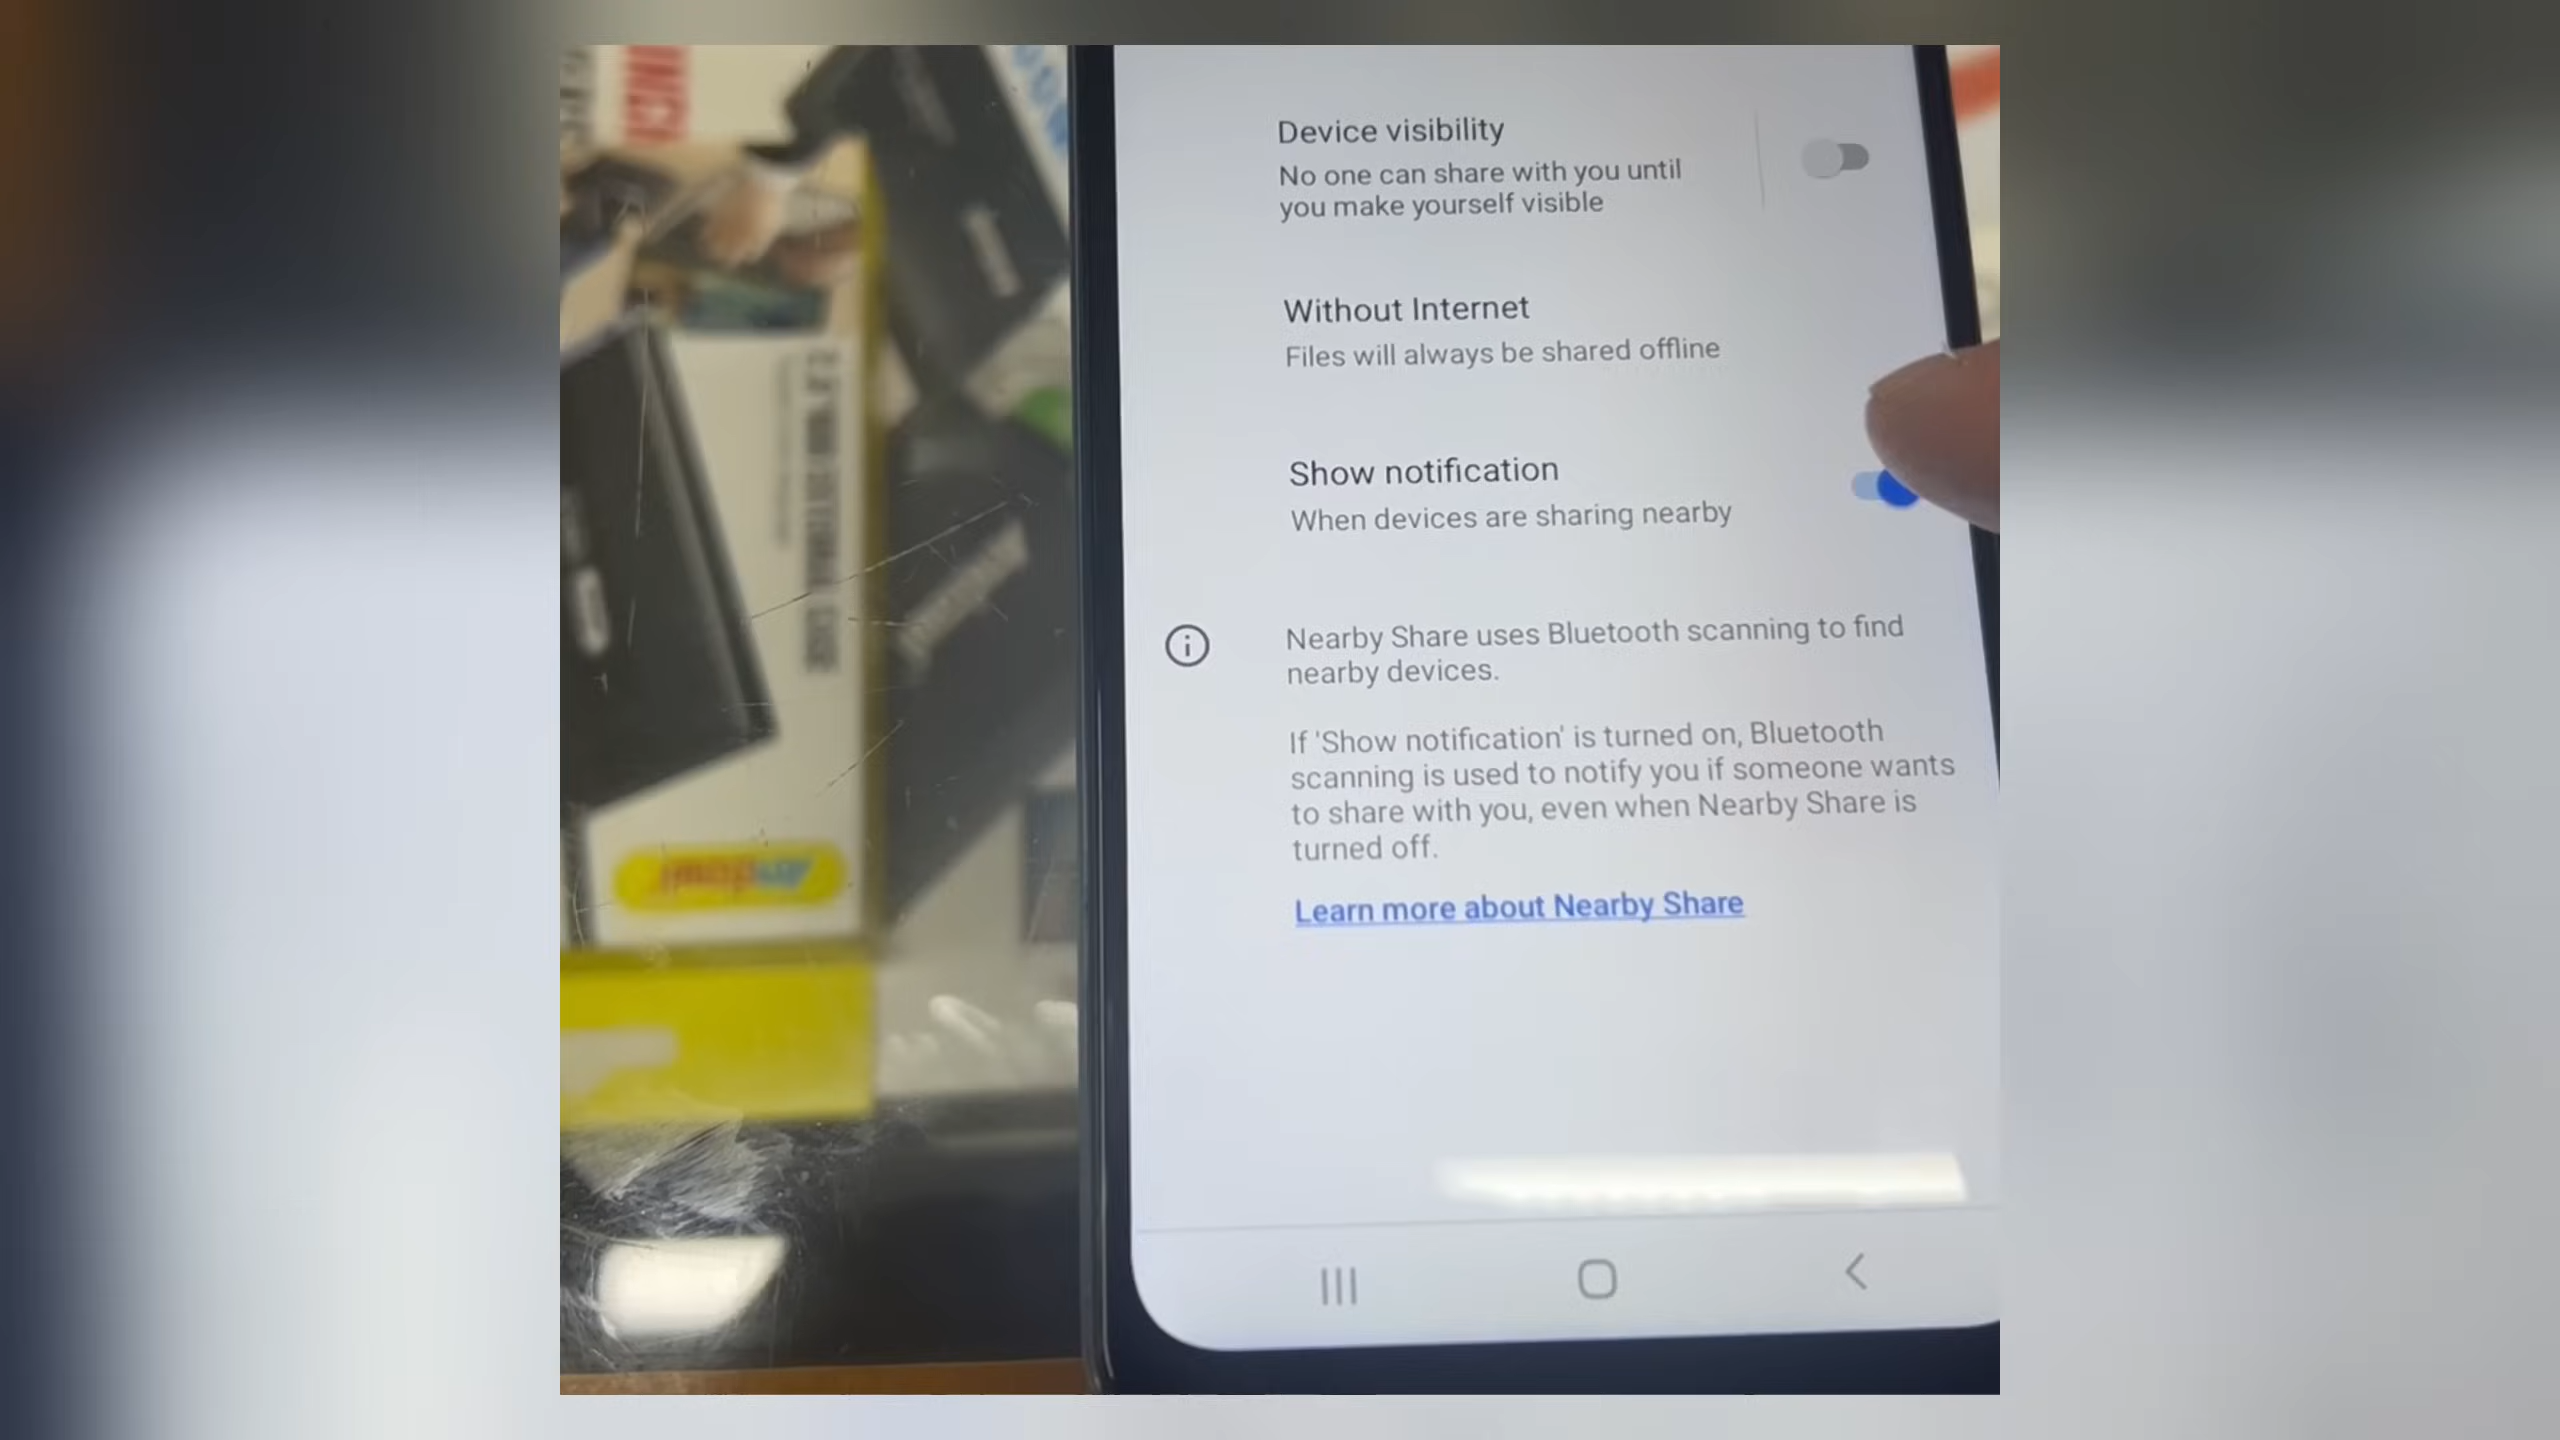 Device visibility
No one can share with you until
you make yourself visible
Without Internet
Files will always be shared offline
Show notification
When devices are sharing nearby
Nearby Share uses Bluetooth scanning to find
nearby devices.
If 'Show notification' is turned on, Bluetooth
scanning is used to notify you if someone wants
to share with you, even when Nearby Share is
turned off.
Learn more about Nearby Share